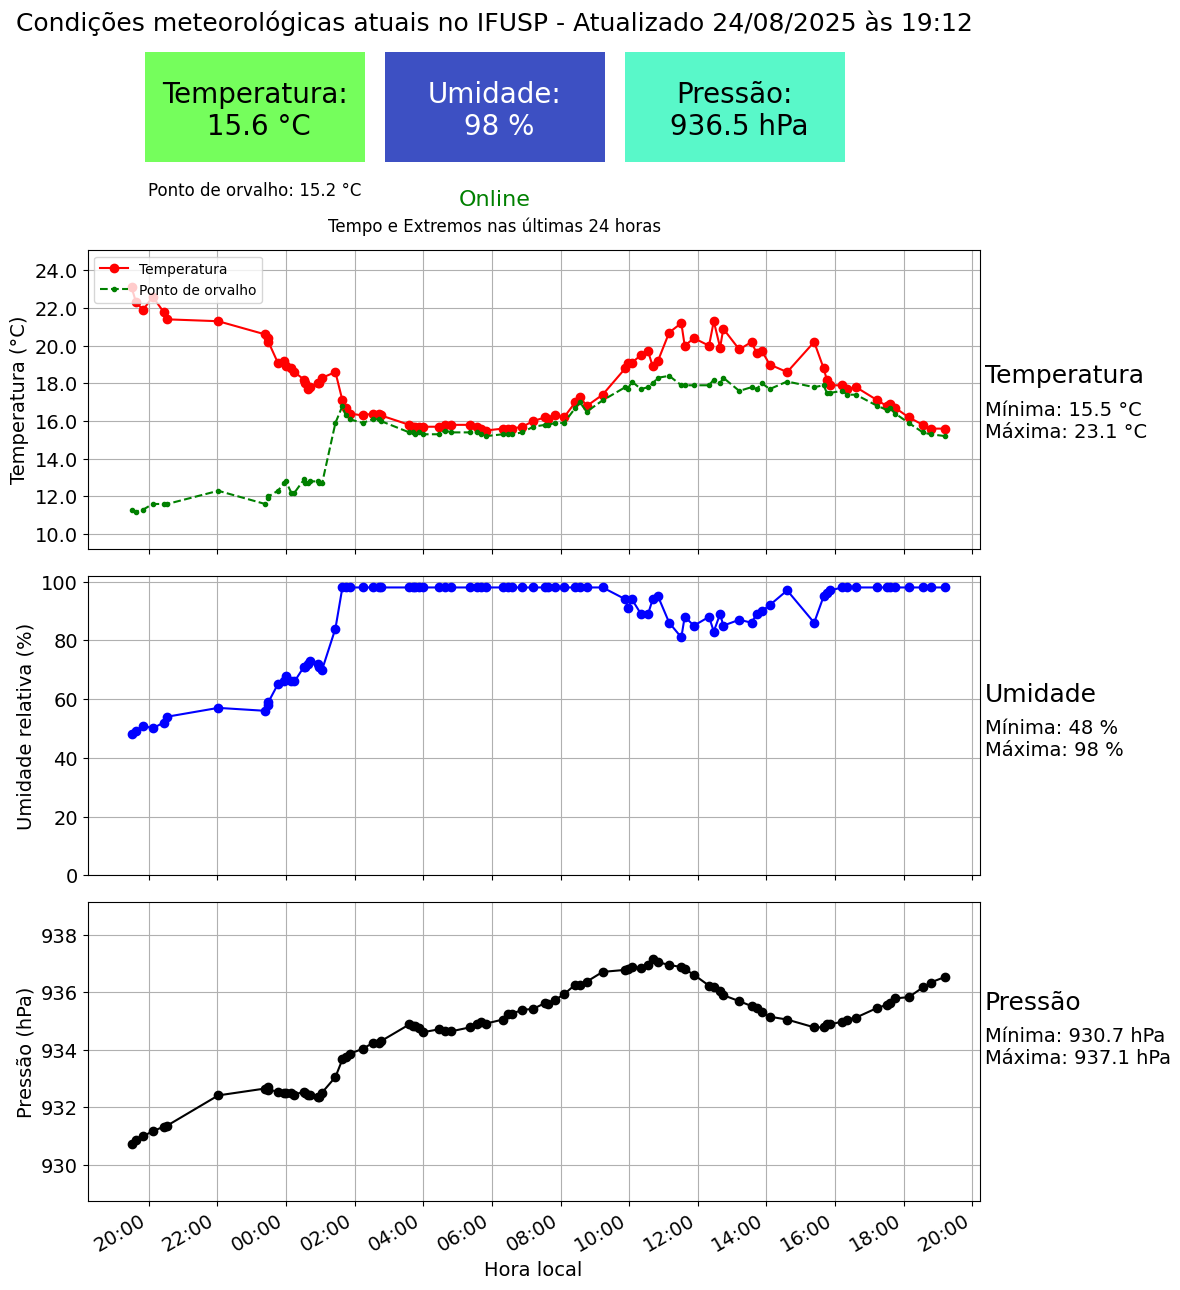 Condições meteorológicas atuais no IFUSP - Atualizado 24/08/2025 às 19:12
Temperatura:
15.6 °C
Umidade:
98 %
Pressão:
936.5 hPa
Ponto de orvalho: 15.2 °C
Online
Tempo e Extremos nas últimas 24 horas
Temperatura (°C)
24.0
22.0
20.0
18.0
16.0
14.0
12.0
10.0
Temperatura
Ponto de orvalho
Temperatura
Mínima: 15.5 °C
Máxima: 23.1 °C
Umidade relativa (%)
100
80
60
40
20
0
Umidade
Mínima: 48 %
Máxima: 98 %
Pressão (hPa)
938
936
934
932
930
Pressão
Mínima: 930.7 hPa
Máxima: 937.1 hPa
20:00
22:00
00:00
02:00
04:00
06:00
08:00
10:00
12:00
14:00
16:00
18:00
20:00
Hora local